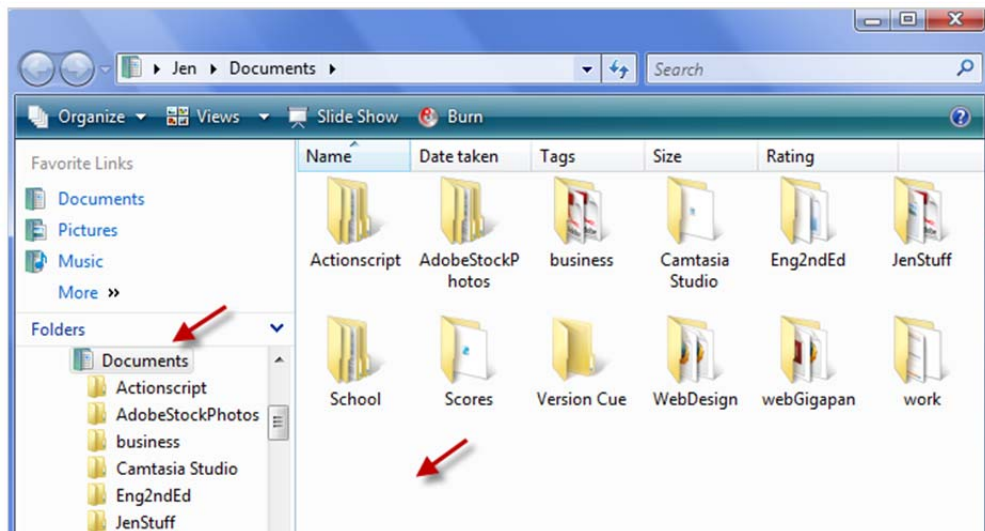 Jen Documents
Search
Organize Views Slide Show Burn
Favorite Links
Documents
Pictures
Music
More »
Folders
Documents
Actionscript
AdobeStockPhotos
business
Camtasia Studio
Eng2ndEd
JenStuff
Name Date taken Tags Size Rating
Actionscript AdobeStockP business Camtasia Eng2ndEd JenStuff
hotos Studio
School Scores Version Cue WebDesign webGigapan work